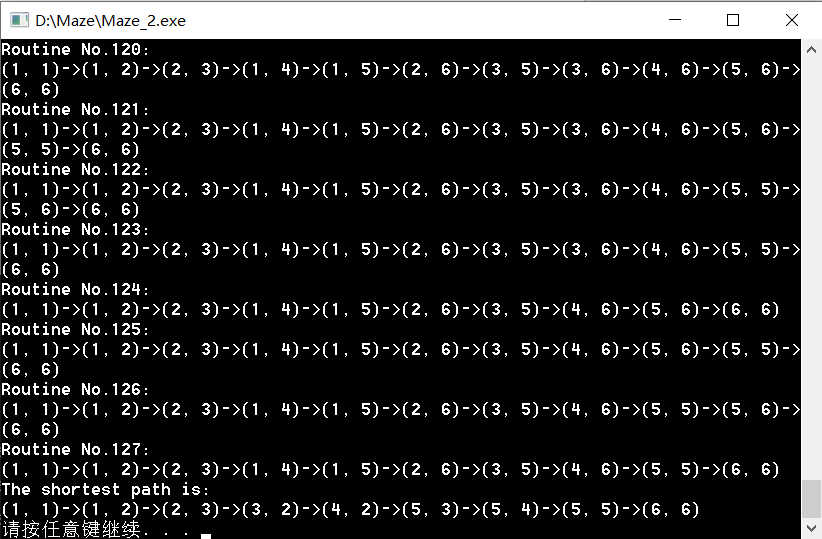 D:\Maze\Maze_2.exe
Routine No.120:
(1, 1)->(1, 2)->(2, 3)->(1, 4)->(1, 5)->(2, 6)->(3, 5)->(3, 6)->(4, 6)->(5, 6)->
(6, 6)
Routine No.121:
(1, 1)->(1, 2)->(2, 3)->(1, 4)->(1, 5)->(2, 6)->(3, 5)->(3, 6)->(4, 6)->(5, 6)->
(5, 5)->(6, 6)
Routine No.122:
(1, 1)->(1, 2)->(2, 3)->(1, 4)->(1, 5)->(2, 6)->(3, 5)->(3, 6)->(4, 6)->(5, 5)->
(5, 6)->(6, 6)
Routine No.123:
(1, 1)->(1, 2)->(2, 3)->(1, 4)->(1, 5)->(2, 6)->(3, 5)->(3, 6)->(4, 6)->(5, 5)->
(6, 6)
Routine No.124:
(1, 1)->(1, 2)->(2, 3)->(1, 4)->(1, 5)->(2, 6)->(3, 5)->(4, 6)->(5, 6)->(6, 6)
Routine No.125:
(1, 1)->(1, 2)->(2, 3)->(1, 4)->(1, 5)->(2, 6)->(3, 5)->(4, 6)->(5, 6)->(5, 5)->
(6, 6)
Routine No.126:
(1, 1)->(1, 2)->(2, 3)->(1, 4)->(1, 5)->(2, 6)->(3, 5)->(4, 6)->(5, 5)->(5, 6)->
(6, 6)
Routine No.127:
(1, 1)->(1, 2)->(2, 3)->(1, 4)->(1, 5)->(2, 6)->(3, 5)->(4, 6)->(5, 5)->(6, 6)
The shortest path is:
(1, 1)->(1, 2)->(2, 3)->(3, 2)->(4, 2)->(5, 3)->(5, 4)->(5, 5)->(6, 6)
请按任意键继续. . .